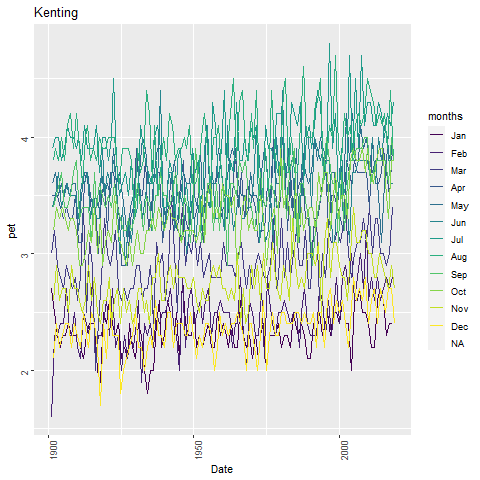 Kenting
pet
4
3
2
1900
1950
2000
Date
months
Jan
Feb
Mar
Apr
May
Jun
Jul
Aug
Sep
Oct
Nov
Dec
NA